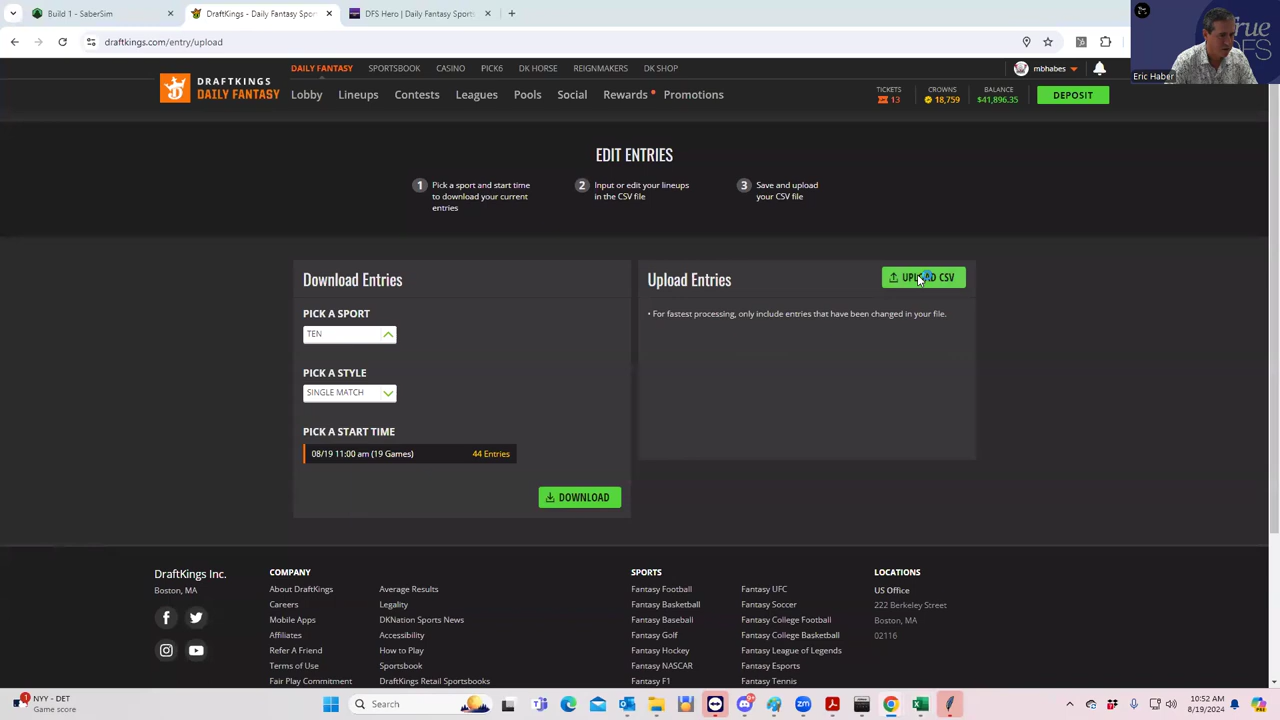 Build 1 - SaberSim
DraftKings - Daily Fantasy Spor
DFS Hero | Daily Fantasy Sports
draftkings.com/entry/upload
True
DFS
Eric Haber
DAILY FANTASY
SPORTSBOOK
CASINO
PICK6
DK HORSE
REIGNMAKERS
DK SHOP
mbhabes
DRAFTKINGS
DAILY FANTASY
Lobby
Lineups
Contests
Leagues
Pools
Social
Rewards
Promotions
TICKETS
13
CROWNS
18,759
BALANCE
$41,896.35
DEPOSIT
EDIT ENTRIES
1
Pick a sport and start time
to download your current
entries
2
Input or edit your lineups
in the CSV file
3
Save and upload
your CSV file
Download Entries
PICK A SPORT
TEN
PICK A STYLE
SINGLE MATCH
PICK A START TIME
08/19 11:00 am (19 Games)
44 Entries
DOWNLOAD
Upload Entries
UPLOAD CSV
• For fastest processing, only include entries that have been changed in your file.
DraftKings Inc.
Boston, MA
COMPANY
About DraftKings
Careers
Mobile Apps
Affiliates
Refer A Friend
Terms of Use
Fair Play Commitment
Average Results
Legality
DKNation Sports News
Accessibility
How to Play
Sportsbook
DraftKings Retail Sportsbooks
SPORTS
Fantasy Football
Fantasy Basketball
Fantasy Baseball
Fantasy Golf
Fantasy Hockey
Fantasy NASCAR
Fantasy F1
Fantasy UFC
Fantasy Soccer
Fantasy College Football
Fantasy College Basketball
Fantasy League of Legends
Fantasy Esports
Fantasy Tennis
LOCATIONS
US Office
222 Berkeley Street
Boston, MA
02116
1
NYY - DET
Game score
Search
10:52 AM
8/19/2024